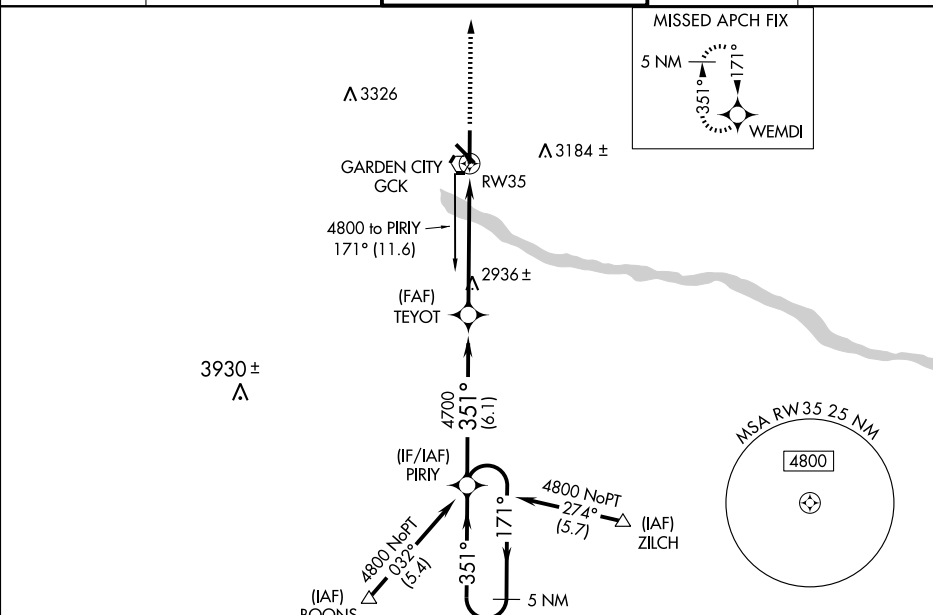 MISSED APCH FIX
5 NM
171°
351°
WEMDI
3326
3184 ±
GARDEN CITY
GCK
RW35
4800 to PIRIY
171° (11.6)
2936 ±
(FAF)
TEYOT
3930 ±
4700
351°
(6.1)
MSA RW35 25 NM
4800
(IF/IAF)
PIRIY
4800 NoPT
274°
(5.7)
(IAF)
ZILCH
171°
351°
4800 NoPT
032°
(5.4)
(IAF)
5 NM